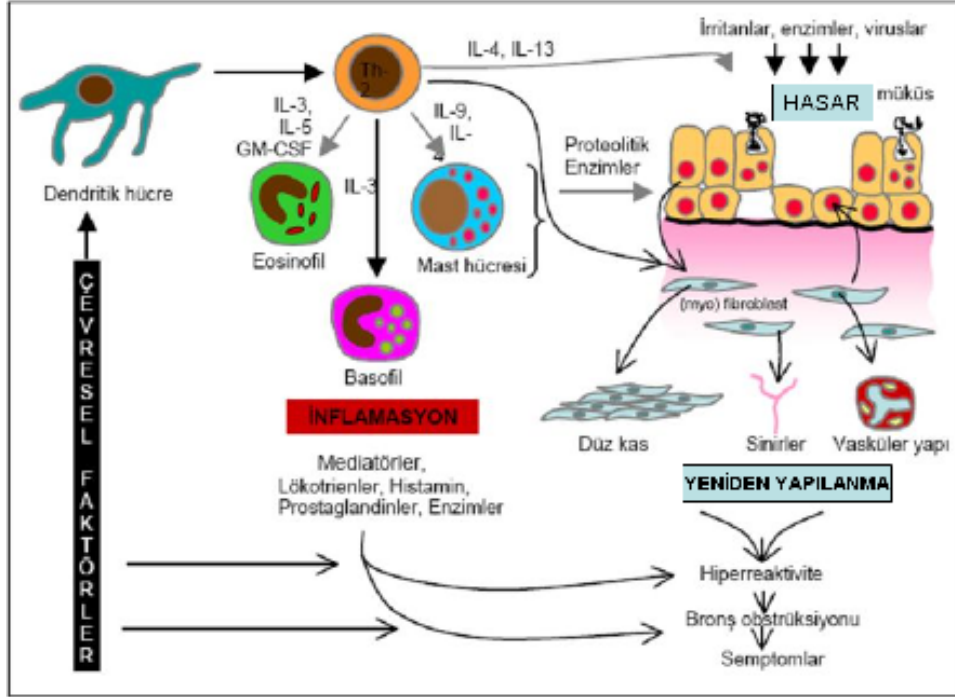 İrritanlar, enzimler, viruslar
IL-4, IL-13
Th-
2
HASAR
müküs
IL-3,
IL-5
GM-CSF
IL-9,
IL-
4
Proteolitik
Enzimler
Dendritik hücre
IL-3
Eosinofil
Mast hücresi
(myo) fibroblest
Basofil
ÇEVRESEL FAKTÖRLER
İNFLAMASYON
Düz kas
Sinirler
Vasküler yapı
Mediatörler,
Lökotrienler, Histamin,
Prostaglandinler, Enzimler
YENİDEN YAPILANMA
Hiperreaktivite
Bronş obstrüksiyonu
Semptomlar